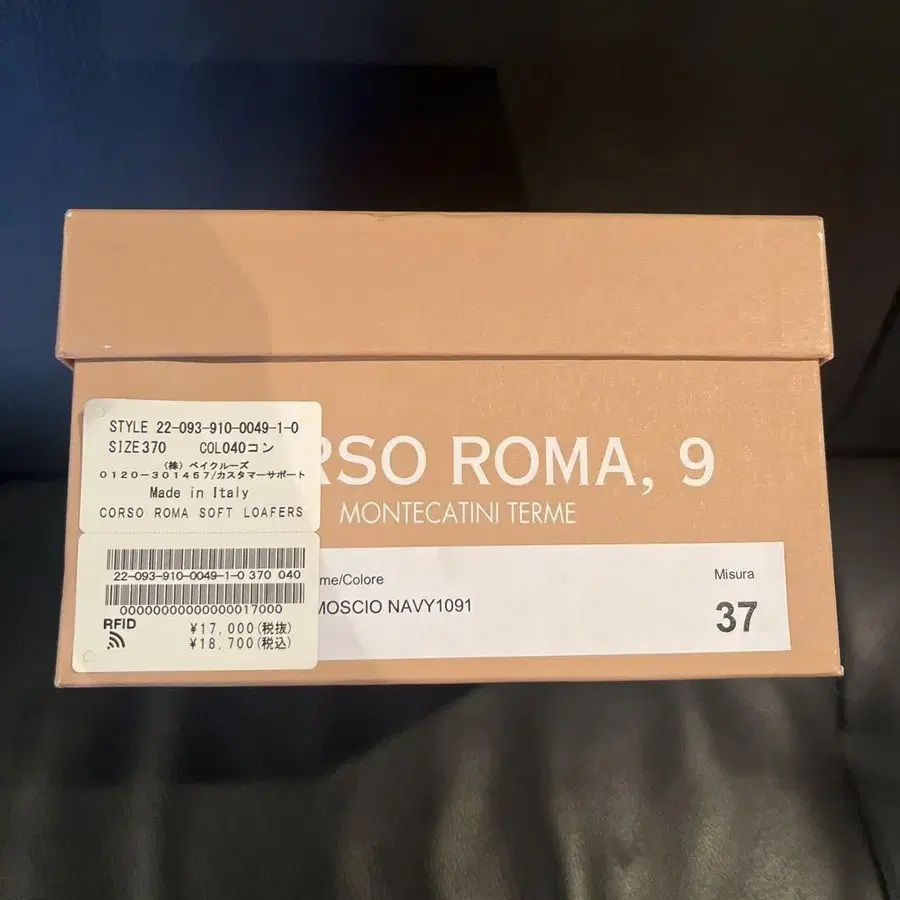 STYLE 22-093-910-0049-1-0
SIZE370 COL040コン
(株) ベイクルーズ
0120-301457/カスタマーサポート
Made in Italy
CORSO ROMA SOFT LOAFERS
22-093-910-0049-1-0 370 040
00000000000000017000
RFID
¥17,000(税抜)
¥18,700(税込)
RSO ROMA, 9
MONTECATINI TERME
me/Colore
Misura
MOSCIO NAVY1091
37